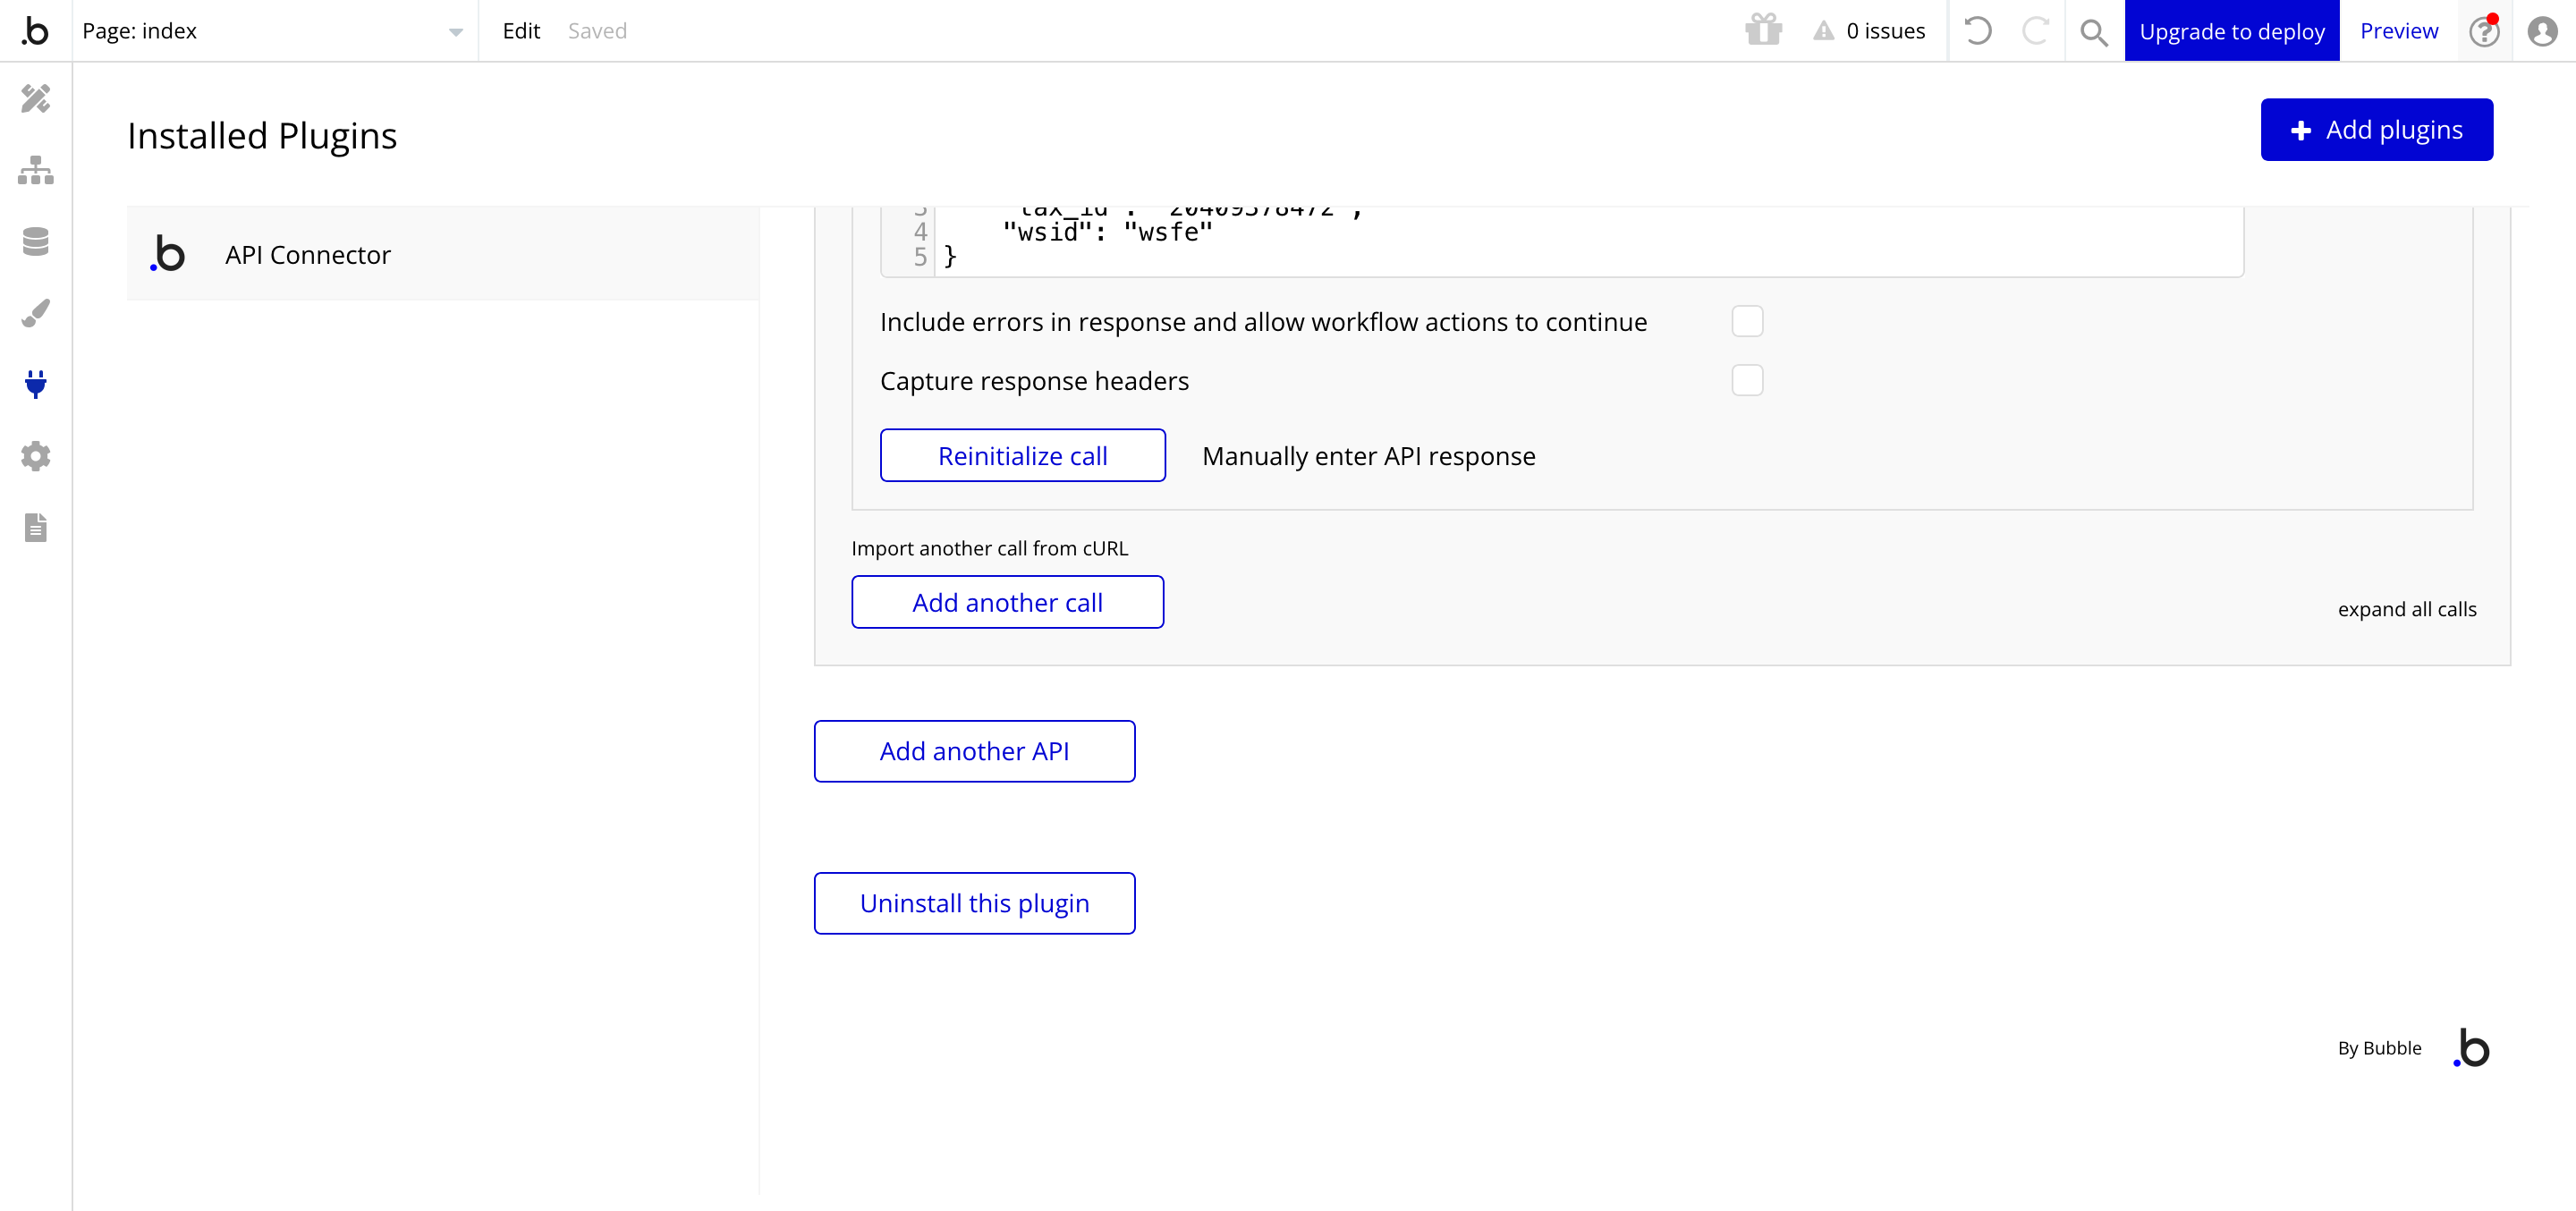 Page: index
Edit
Saved
0 issues
Upgrade to deploy
Preview
Installed Plugins
Add plugins
API Connector
4 "wsid": "wsfe"
5 }
Include errors in response and allow workflow actions to continue
Capture response headers
Reinitialize call
Manually enter API response
Import another call from cURL
Add another call
expand all calls
Add another API
Uninstall this plugin
By Bubble